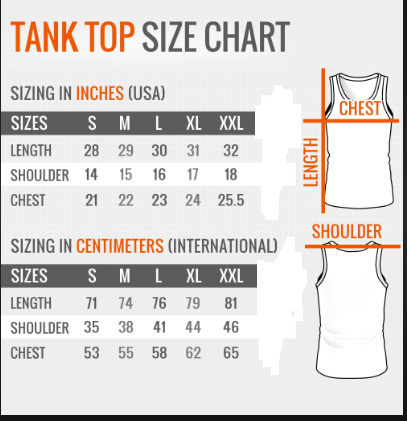 TANK TOP SIZE CHART
SIZING IN INCHES (USA)
SIZES S M L XL XXL
LENGTH 28 29 30 31 32
SHOULDER 14 15 16 17 18
CHEST 21 22 23 24 25.5
CHEST
LENGTH
SIZING IN CENTIMETERS (INTERNATIONAL)
SIZES S M L XL XXL
LENGTH 71 74 76 79 81
SHOULDER 35 38 41 44 46
CHEST 53 55 58 62 65
SHOULDER